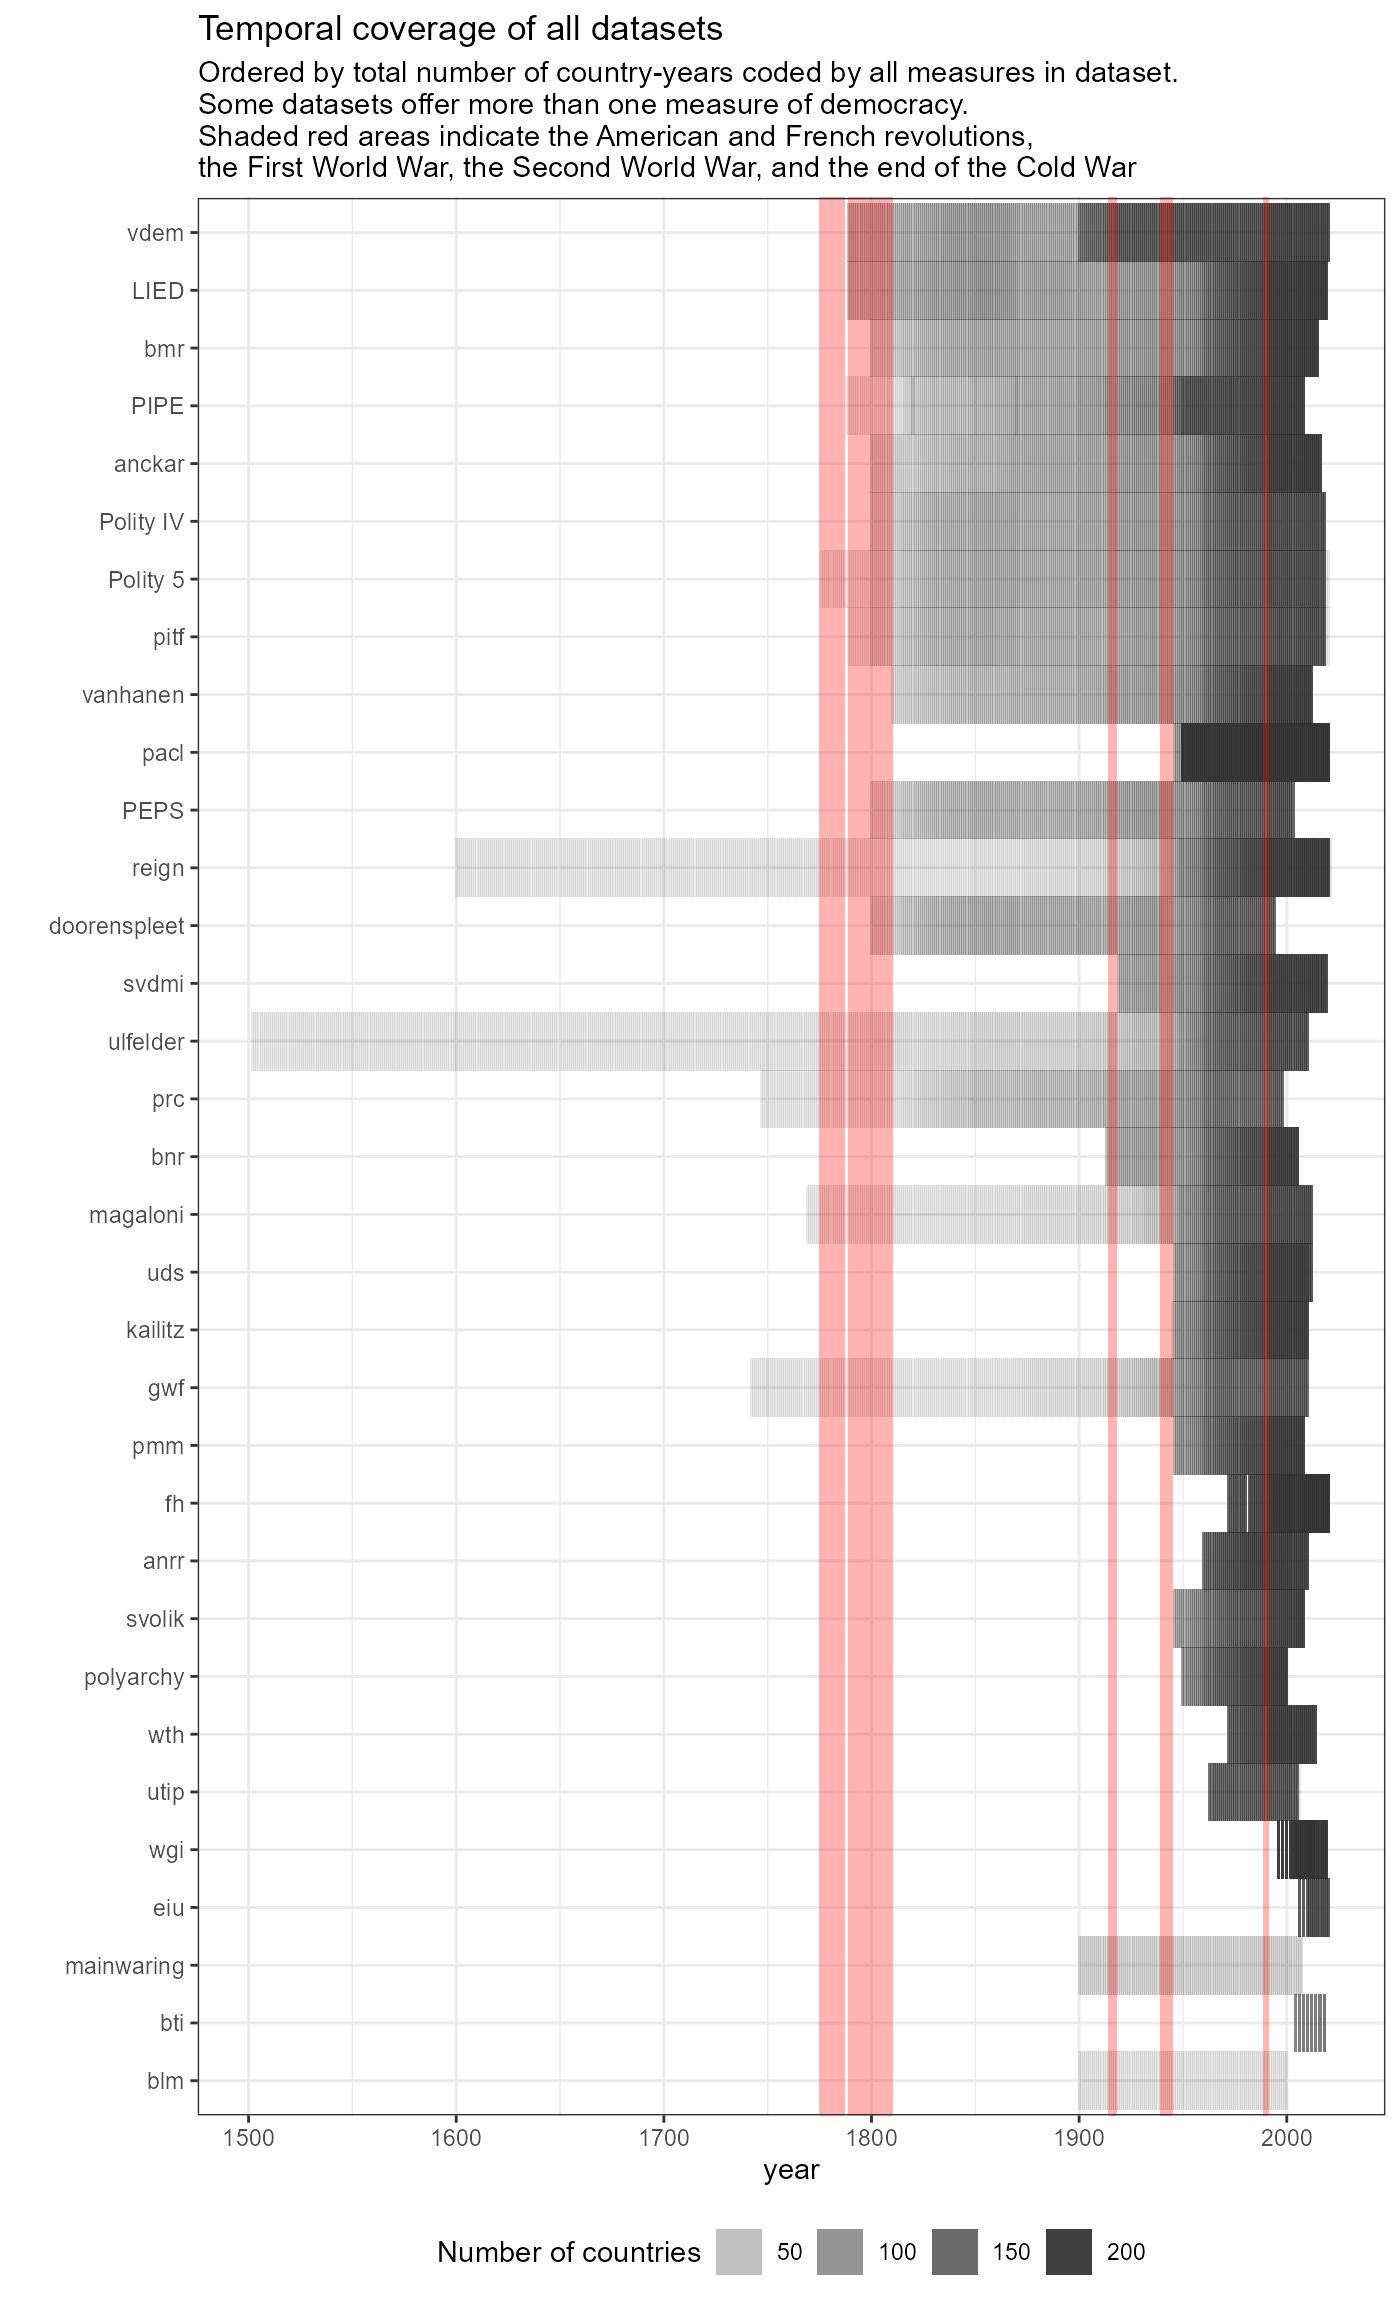 Temporal coverage of all datasets
Ordered by total number of country-years coded by all measures in dataset.
Some datasets offer more than one measure of democracy.
Shaded red areas indicate the American and French revolutions,
the First World War, the Second World War, and the end of the Cold War
vdem
LIED
bmr
PIPE
anckar
Polity IV
Polity 5
pitf
vanhanen
pacl
PEPS
reign
doorenspleet
svdmi
ulfelder
prc
bnr
magaloni
uds
kailitz
gwf
pmm
fh
anrr
svolik
polyarchy
wth
utip
wgi
eiu
mainwaring
bti
blm
1500 1600 1700 1800 1900 2000
year
Number of countries 50 100 150 200